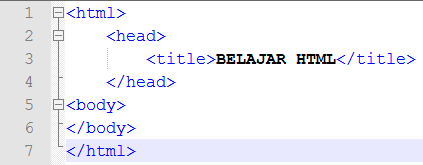 1 <html>
2 <head>
3 <title>BELAJAR HTML</title>
4 </head>
5 <body>
6 </body>
7 </html>